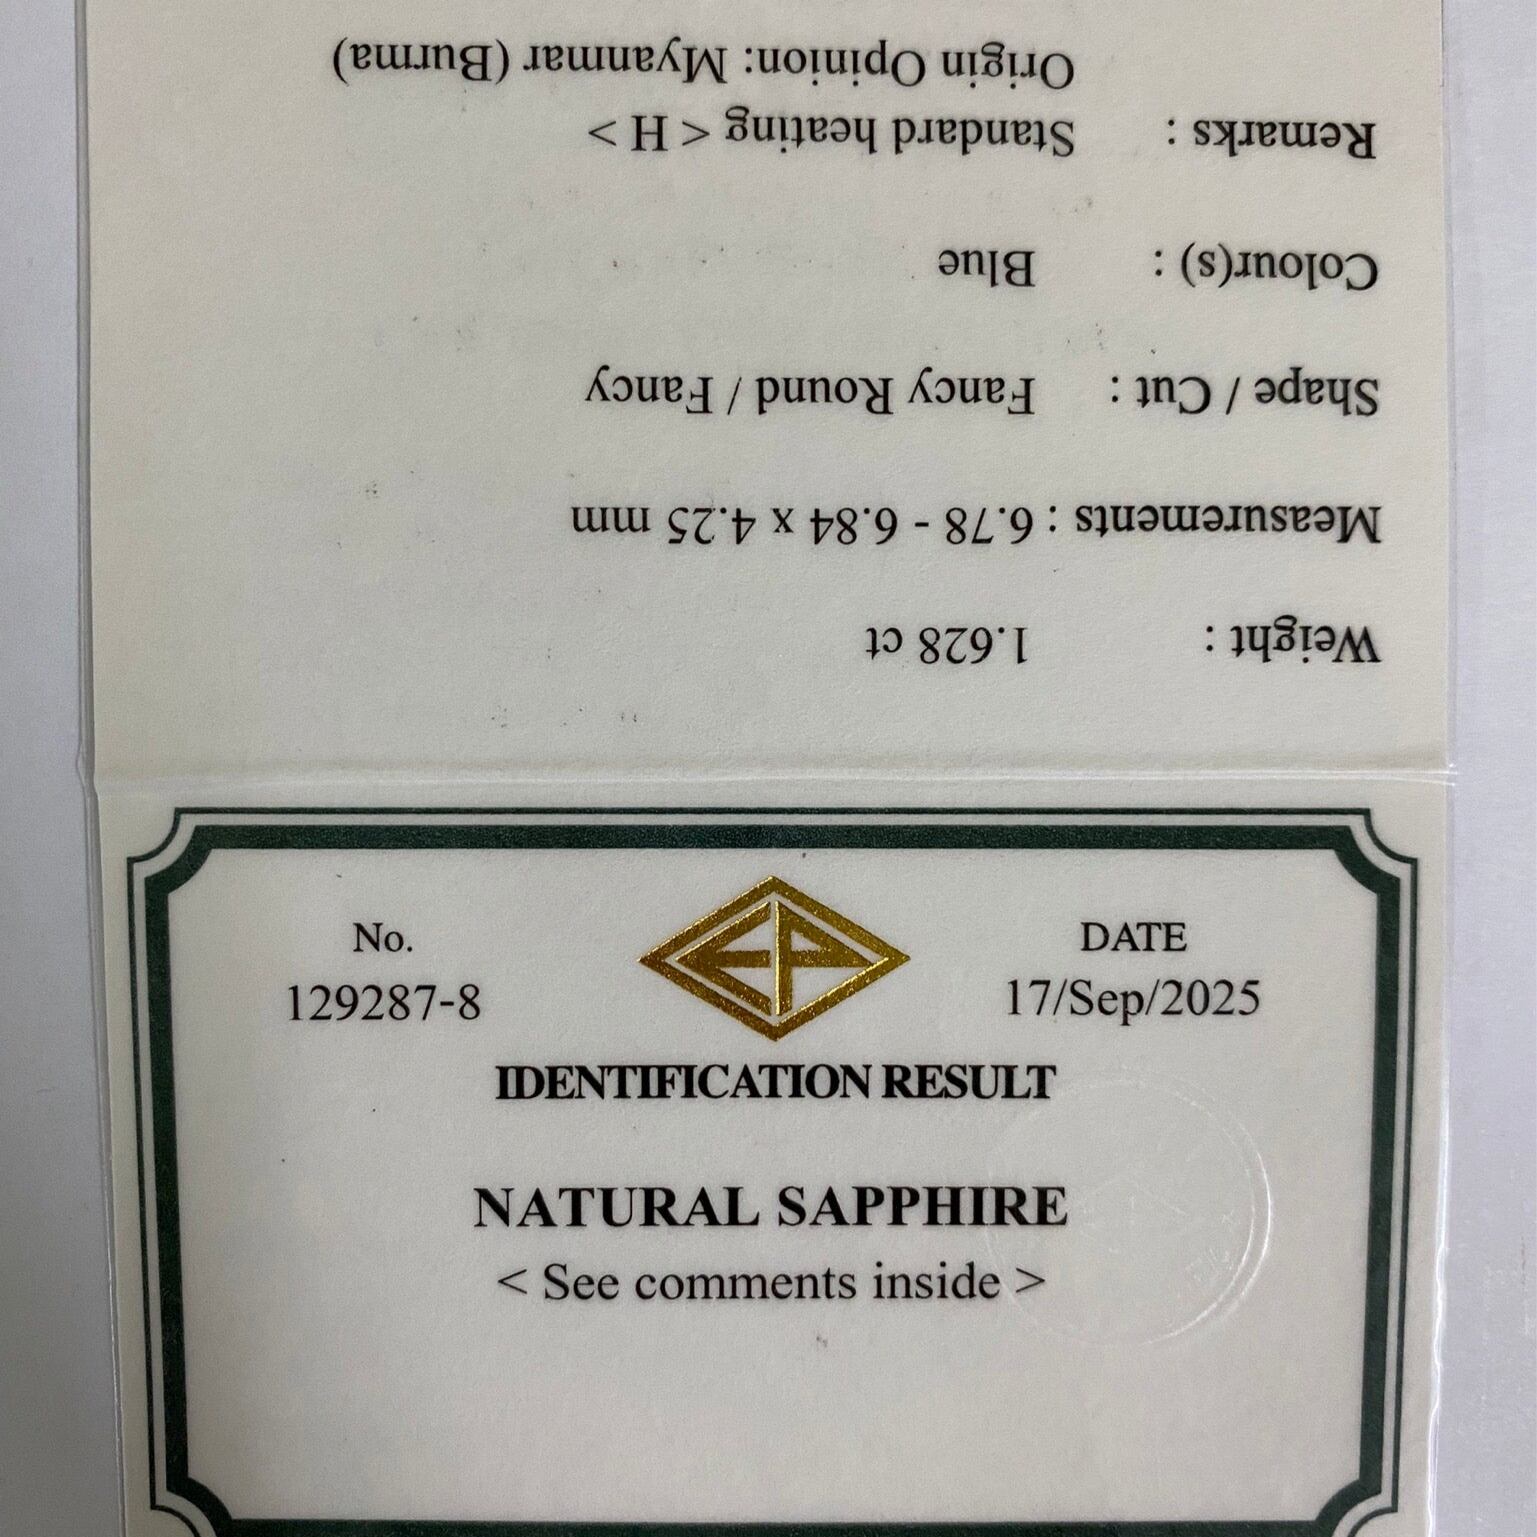 Weight : 1.628 ct
Measurements : 6.78 - 6.84 x 4.25 mm
Shape / Cut : Fancy Round / Fancy
Colour(s) : Blue
Remarks : Standard heating < H >
Origin Opinion: Myanmar (Burma)
No.
129287-8
EP
DATE
17/Sep/2025
IDENTIFICATION RESULT
NATURAL SAPPHIRE
< See comments inside >